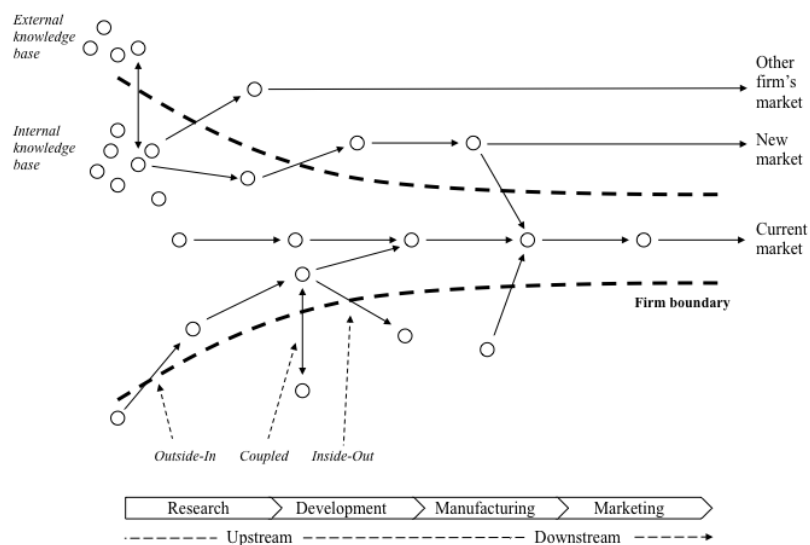 External
knowledge
base
Other
firm's
market
Internal
knowledge
base
New
market
Current
market
Firm boundary
Outside-In
Coupled
Inside-Out
Research
Development
Manufacturing
Marketing
Upstream
Downstream